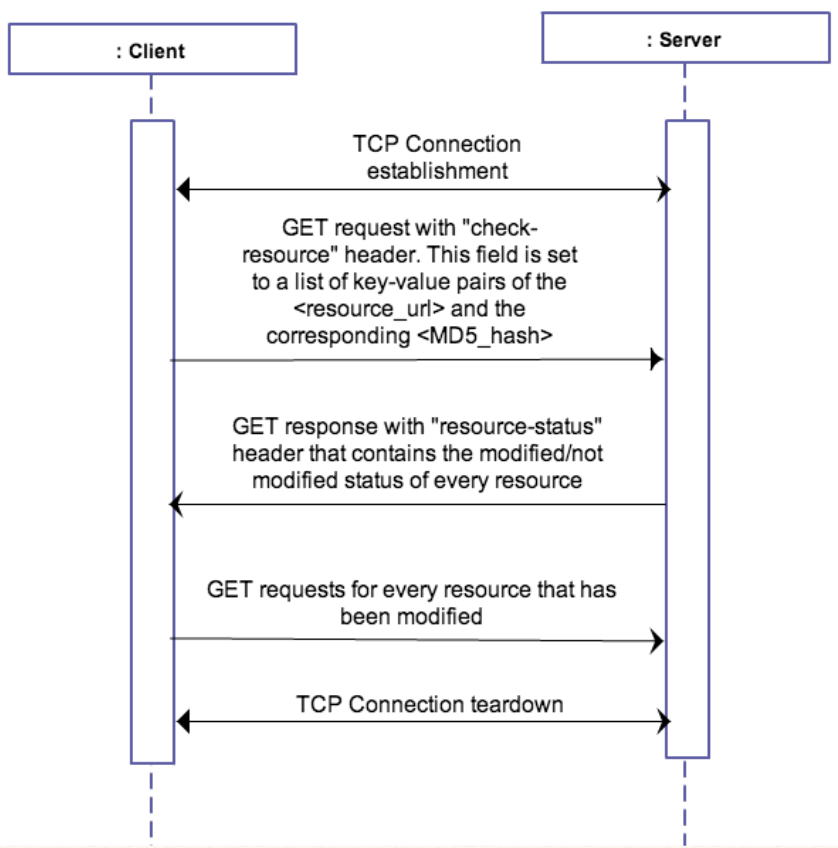 : Client
: Server
TCP Connection
establishment
GET request with "check-
resource" header. This field is set
to a list of key-value pairs of the
<resource_url> and the
corresponding <MD5_hash>
GET response with "resource-status"
header that contains the modified/not
modified status of every resource
GET requests for every resource that has
been modified
TCP Connection teardown